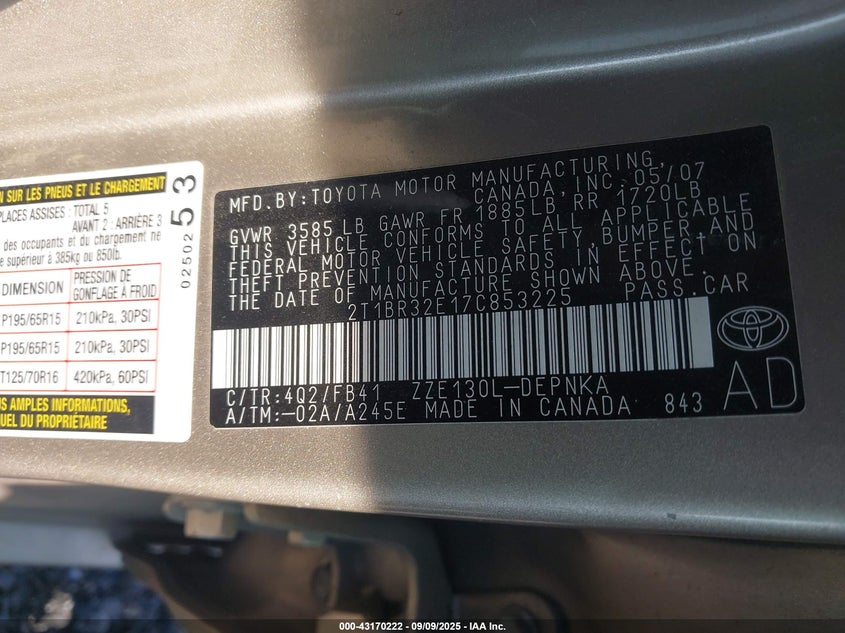 N SUR LES PNEUS ET LE CHARGEMENT
PLACES ASSISES : TOTAL 5
AVANT 2 : ARRIÈRE 3
des occupants et du chargement ne
e supérieur à 385kg ou 850lb.
DIMENSION PRESSION DE GONFLAGE À FROID
P195/65R15 210kPa, 30PSI
P195/65R15 210kPa, 30PSI
T125/70R16 420kPa, 60PSI
US AMPLES INFORMATIONS,
UEL DU PROPRIÉTAIRE
0250253
MFD. BY: TOYOTA MOTOR MANUFACTURING,
CANADA, INC. 05/07
GVWR 3585 LB GAWR FR 1885LB, RR 1720LB
THIS VEHICLE CONFORMS TO ALL APPLICABLE
FEDERAL MOTOR VEHICLE SAFETY, BUMPER AND
THEFT PREVENTION STANDARDS IN EFFECT ON
THE DATE OF MANUFACTURE SHOWN ABOVE.
2T1BR32E17C853225 PASS. CAR
C/TR: 4Q2/FB41 ZZE130L-DEPNKA
A/TM:-02A/A245E MADE IN CANADA 843
AD
000-43170222 - 09/09/2025 - IAA Inc.